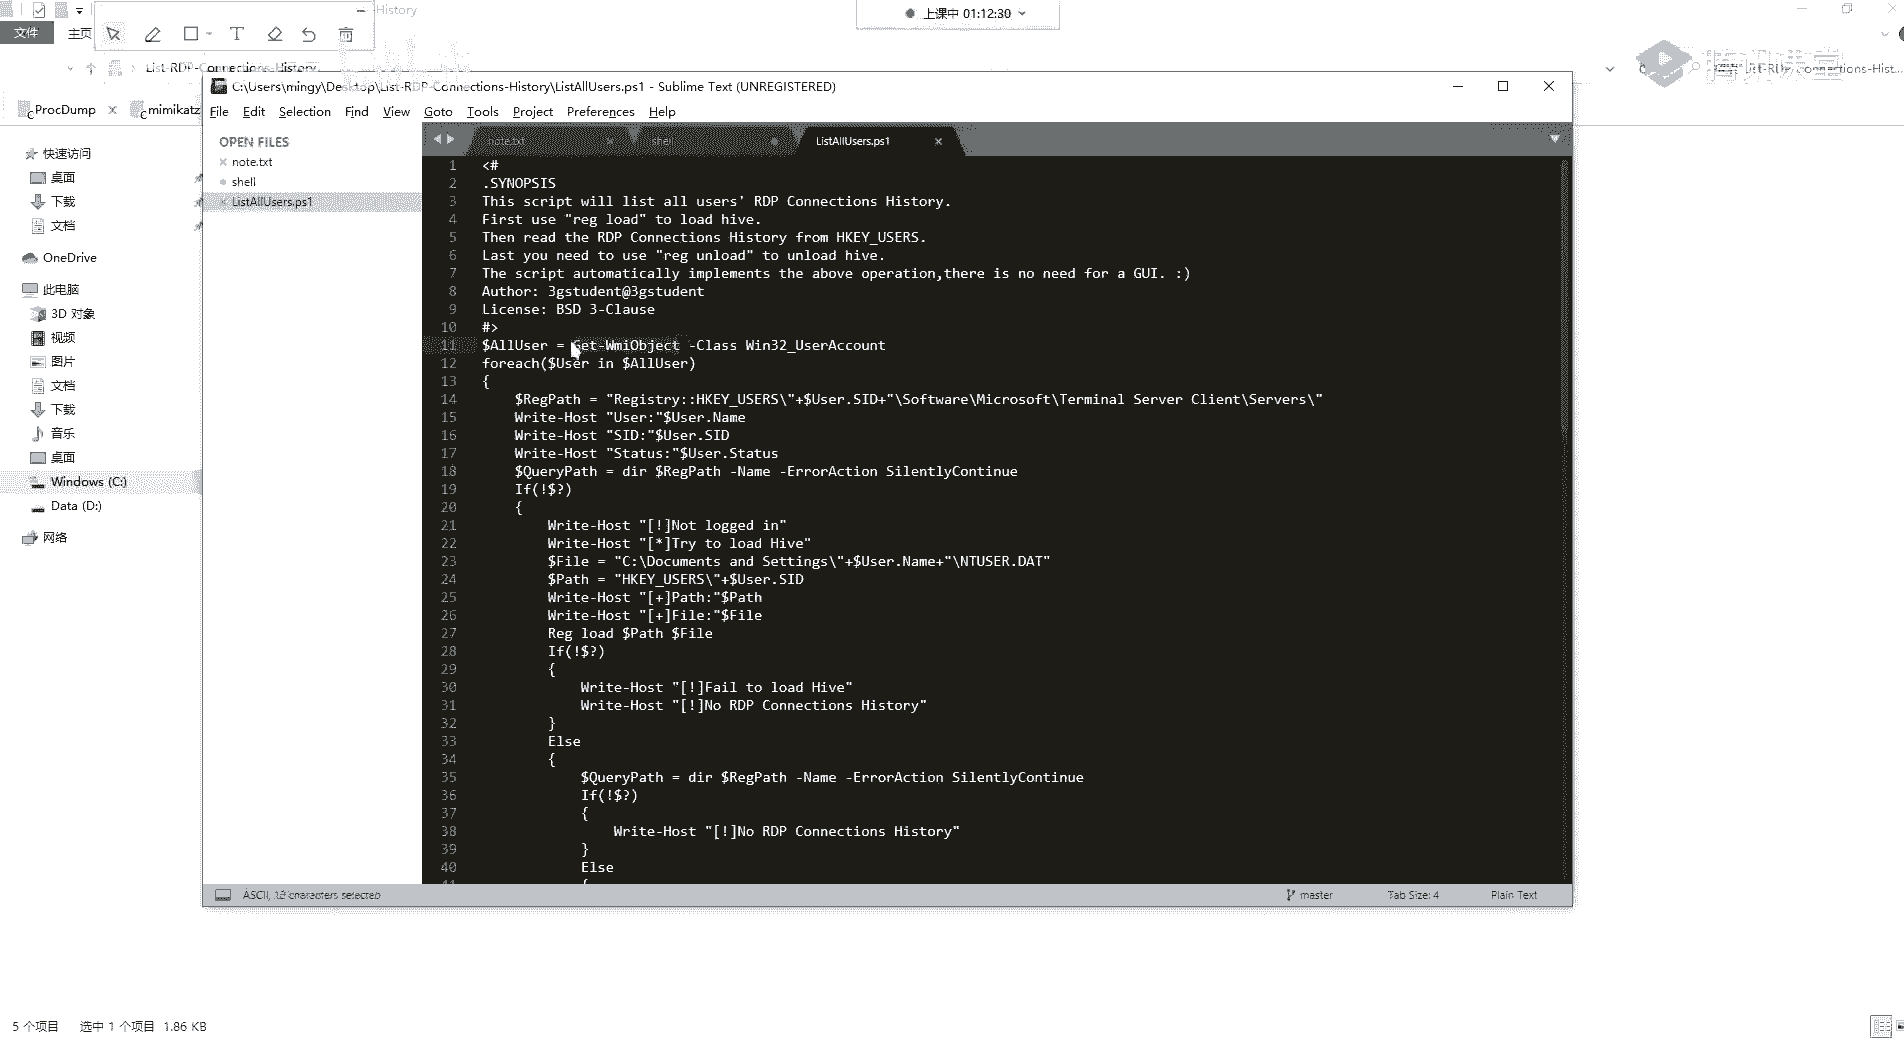 History
上课中 01:12:30
文件
主页
List-RDP-Connections-History
ProcDump
mimikatz
快速访问
桌面
下载
文档
OneDrive
此电脑
3D 对象
视频
图片
文档
下载
音乐
桌面
Windows (C:)
Data (D:)
网络
C:\Users\mingy\Desktop\List-RDP-Connections-History\ListAllUsers.ps1 - Sublime Text (UNREGISTERED)
File Edit Selection Find View Goto Tools Project Preferences Help
OPEN FILES
note.txt
shell
ListAllUsers.ps1
note.txt shell ListAllUsers.ps1
1 <#
2 .SYNOPSIS
3 This script will list all users' RDP Connections History.
4 First use "reg load" to load hive.
5 Then read the RDP Connections History from HKEY_USERS.
6 Last you need to use "reg unload" to unload hive.
7 The script automatically implements the above operation,there is no need for a GUI. :)
8 Author: 3gstudent@3gstudent
9 License: BSD 3-Clause
10 #>
11 $AllUser = Get-WmiObject -Class Win32_UserAccount
12 foreach($User in $AllUser)
13 {
14 $RegPath = "Registry::HKEY_USERS\"+$User.SID+"\Software\Microsoft\Terminal Server Client\Servers\"
15 Write-Host "User:"$User.Name
16 Write-Host "SID:"$User.SID
17 Write-Host "Status:"$User.Status
18 $QueryPath = dir $RegPath -Name -ErrorAction SilentlyContinue
19 If(!$?)
20 {
21 Write-Host "[!]Not logged in"
22 Write-Host "[*]Try to load Hive"
23 $File = "C:\Documents and Settings\"+$User.Name+"\NTUSER.DAT"
24 $Path = "HKEY_USERS\"+$User.SID
25 Write-Host "[+]Path:"$Path
26 Write-Host "[+]File:"$File
27 Reg load $Path $File
28 If(!$?)
29 {
30 Write-Host "[!]Fail to load Hive"
31 Write-Host "[!]No RDP Connections History"
32 }
33 Else
34 {
35 $QueryPath = dir $RegPath -Name -ErrorAction SilentlyContinue
36 If(!$?)
37 {
38 Write-Host "[!]No RDP Connections History"
39 }
40 Else
41 {
ASCII, 13 characters selected
master
Tab Size: 4
Plain Text
腾讯课堂
5 个项目 选中 1 个项目 1.86 KB